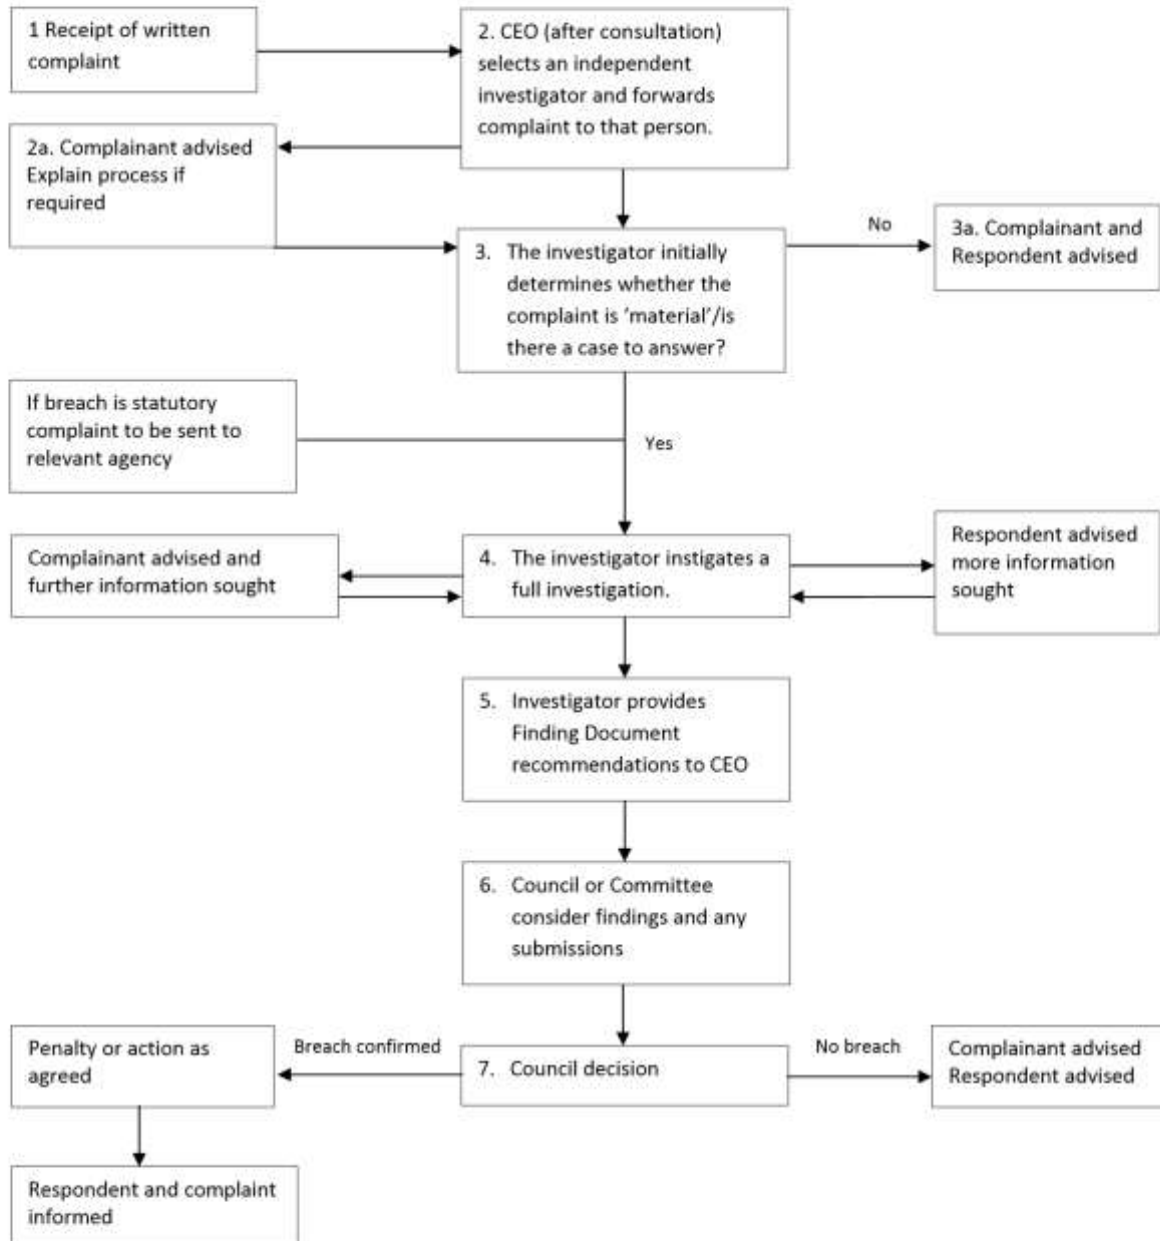 1 Receipt of written
complaint
2. CEO (after consultation)
selects an independent
investigator and forwards
complaint to that person.
2a. Complainant advised
Explain process if
required
3. The investigator initially
determines whether the
complaint is ‘material’/is
there a case to answer?
No
3a. Complainant and
Respondent advised
If breach is statutory
complaint to be sent to
relevant agency
Yes
Complainant advised and
further information sought
4. The investigator instigates a
full investigation.
Respondent advised
more information
sought
5. Investigator provides
Finding Document
recommendations to CEO
6. Council or Committee
consider findings and any
submissions
Penalty or action as
agreed
Breach confirmed
7. Council decision
No breach
Complainant advised
Respondent advised
Respondent and complaint
informed